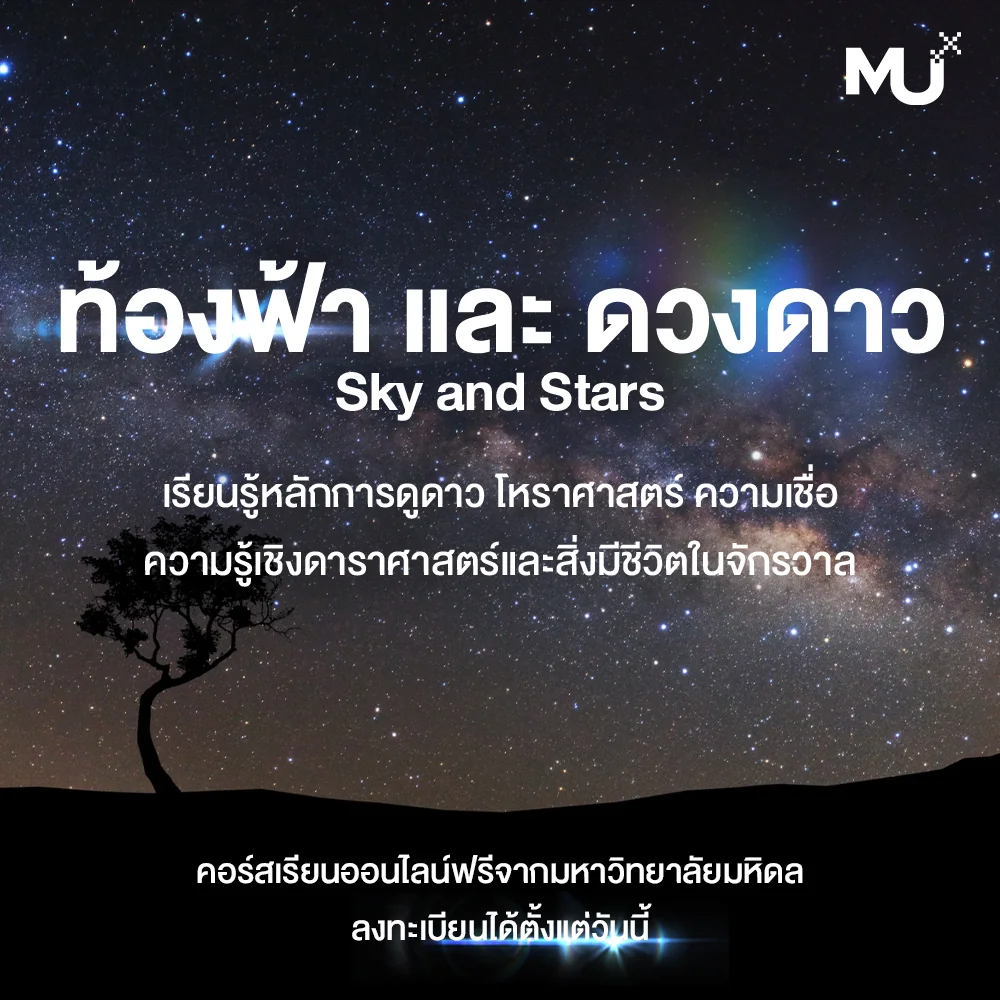 MUx
ท้องฟ้า และ ดวงดาว
Sky and Stars
เรียนรู้หลักการดูดาว โหราศาสตร์ ความเชื่อ
ความรู้เชิงดาราศาสตร์และสิ่งมีชีวิตในจักรวาล
คอร์สเรียนออนไลน์ฟรีจากมหาวิทยาลัยมหิดล
ลงทะเบียนได้ตั้งแต่วันนี้